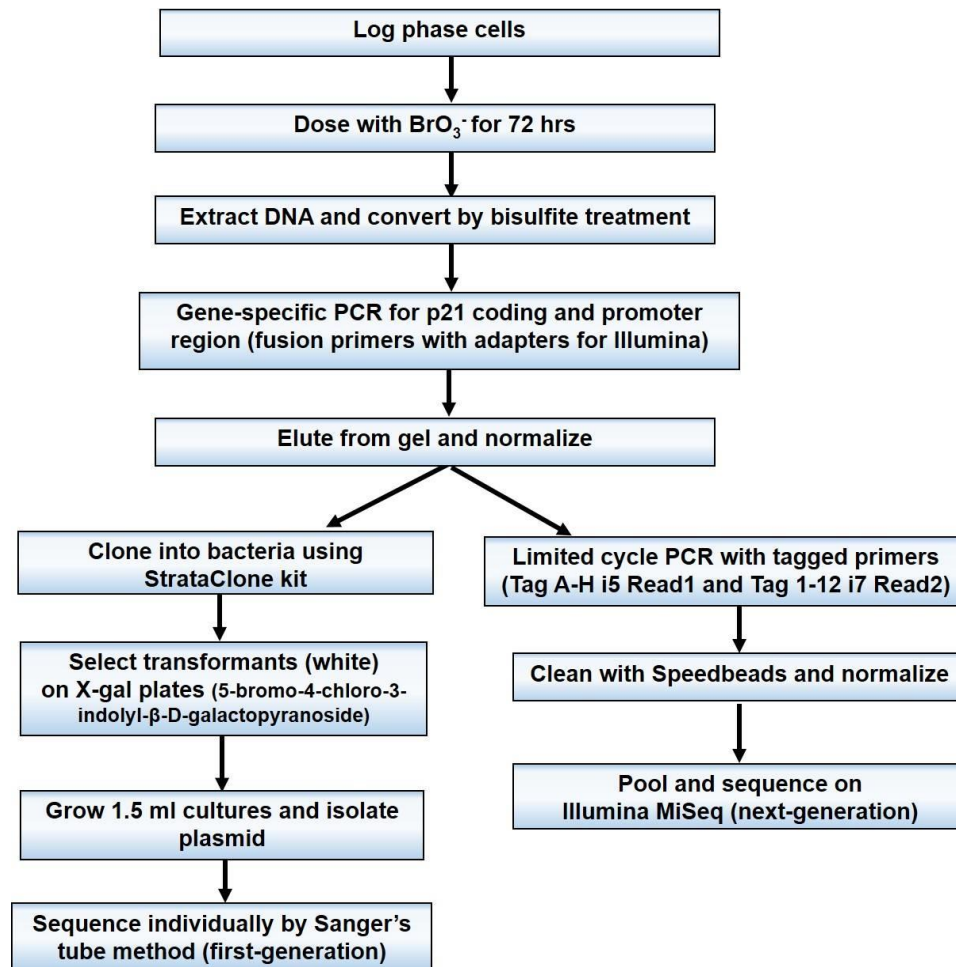 Log phase cells
Dose with BrO₃⁻ for 72 hrs
Extract DNA and convert by bisulfite treatment
Gene-specific PCR for p21 coding and promoter
region (fusion primers with adapters for Illumina)
Elute from gel and normalize
Clone into bacteria using
StrataClone kit
Select transformants (white)
on X-gal plates (5-bromo-4-chloro-3-
indolyl-β-D-galactopyranoside)
Grow 1.5 ml cultures and isolate
plasmid
Sequence individually by Sanger's
tube method (first-generation)
Limited cycle PCR with tagged primers
(Tag A-H i5 Read1 and Tag 1-12 i7 Read2)
Clean with Speedbeads and normalize
Pool and sequence on
Illumina MiSeq (next-generation)